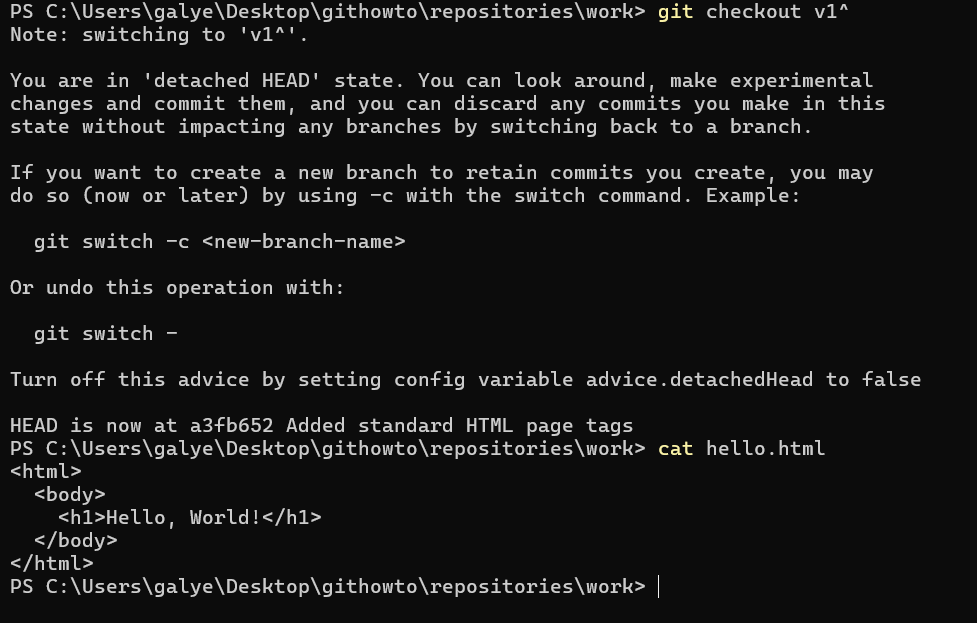 PS C:\Users\galye\Desktop\githowto\repositories\work> git checkout v1^
Note: switching to 'v1^'.

You are in 'detached HEAD' state. You can look around, make experimental
changes and commit them, and you can discard any commits you make in this
state without impacting any branches by switching back to a branch.

If you want to create a new branch to retain commits you create, you may
do so (now or later) by using -c with the switch command. Example:

  git switch -c <new-branch-name>

Or undo this operation with:

  git switch -

Turn off this advice by setting config variable advice.detachedHead to false

HEAD is now at a3fb652 Added standard HTML page tags
PS C:\Users\galye\Desktop\githowto\repositories\work> cat hello.html
<html>
  <body>
    <h1>Hello, World!</h1>
  </body>
</html>
PS C:\Users\galye\Desktop\githowto\repositories\work>